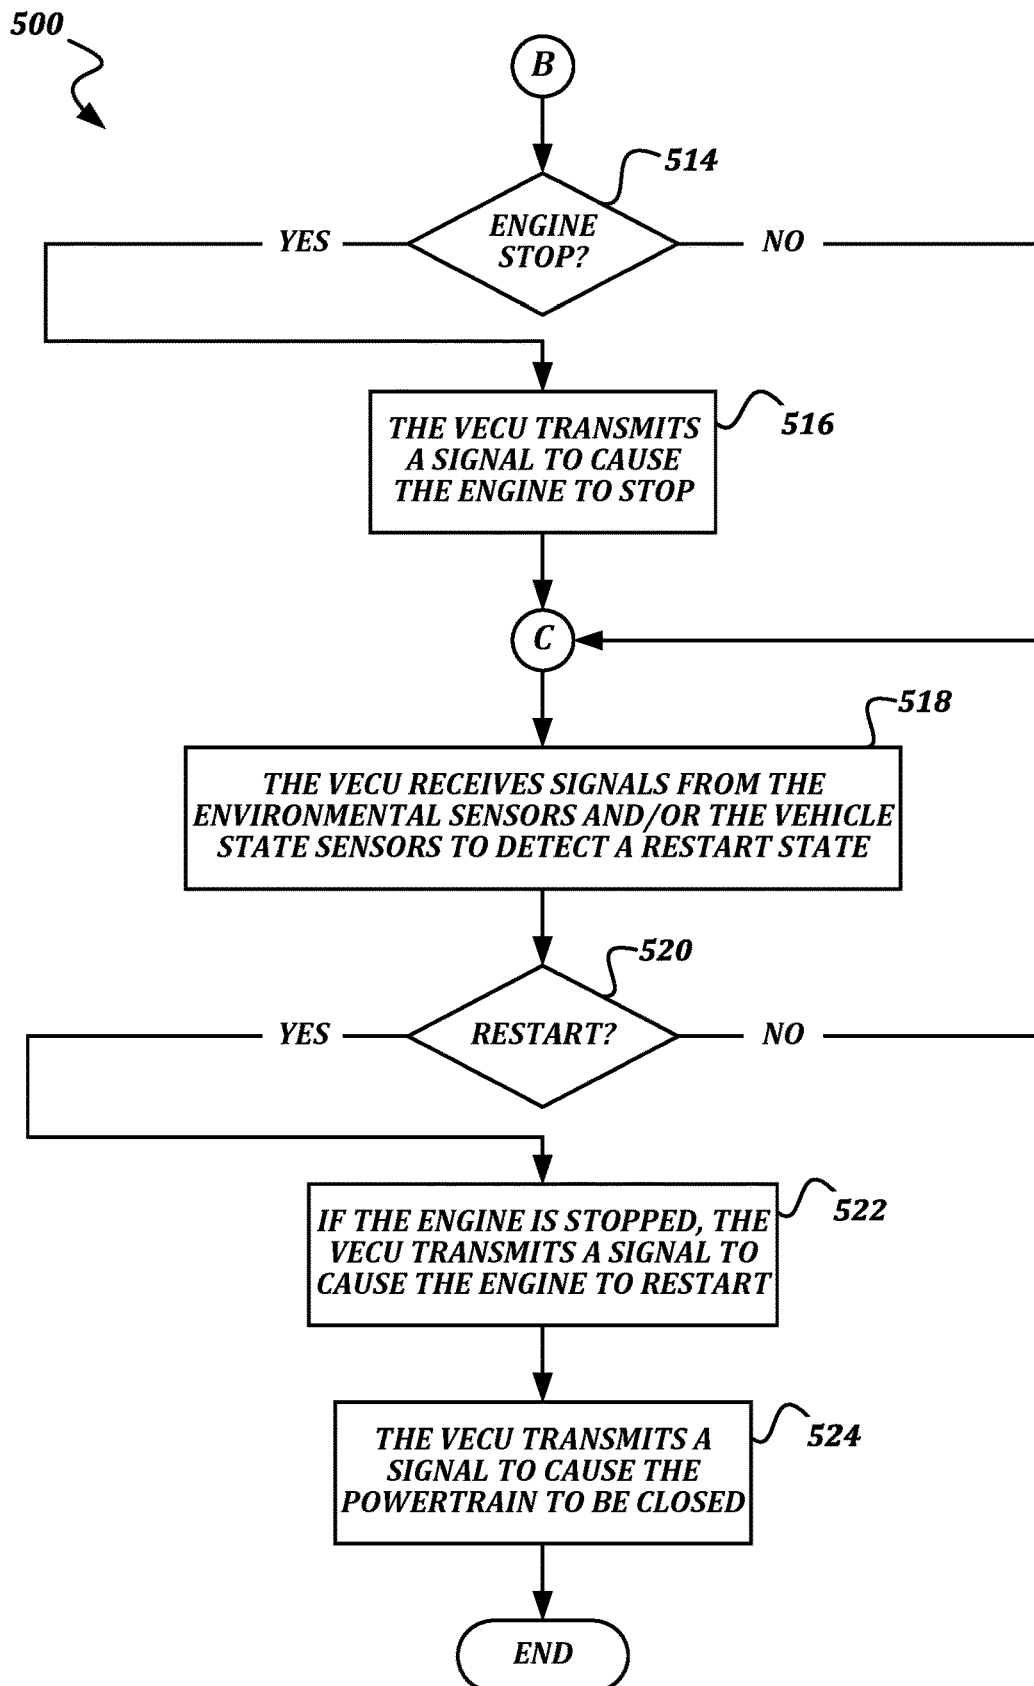 500
B
514
ENGINE
STOP?
YES
NO
516
THE VECU TRANSMITS
A SIGNAL TO CAUSE
THE ENGINE TO STOP
C
518
THE VECU RECEIVES SIGNALS FROM THE
ENVIRONMENTAL SENSORS AND/OR THE VEHICLE
STATE SENSORS TO DETECT A RESTART STATE
520
YES
RESTART?
NO
522
IF THE ENGINE IS STOPPED, THE
VECU TRANSMITS A SIGNAL TO
CAUSE THE ENGINE TO RESTART
524
THE VECU TRANSMITS A
SIGNAL TO CAUSE THE
POWERTRAIN TO BE CLOSED
END